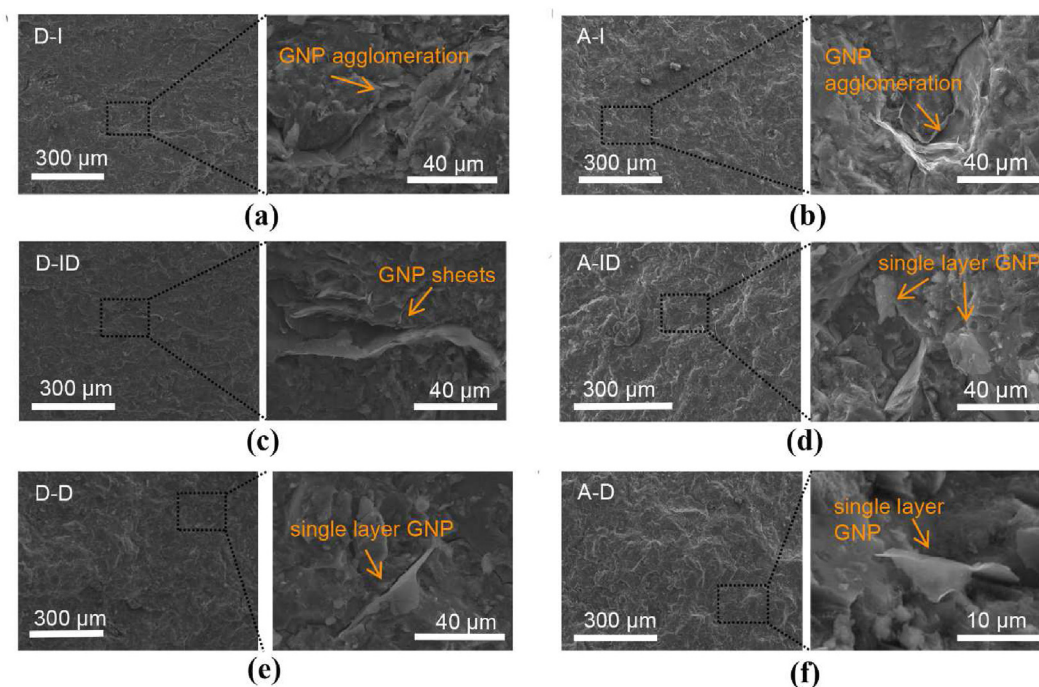 D-I
GNP agglomeration
300 µm
40 µm
(a)
A-I
GNP
agglomeration
300 µm
40 µm
(b)
D-ID
GNP sheets
300 µm
40 µm
(c)
A-ID
single layer GNP
300 µm
40 µm
(d)
D-D
single layer GNP
300 µm
40 µm
(e)
A-D
single layer
GNP
300 µm
10 µm
(f)